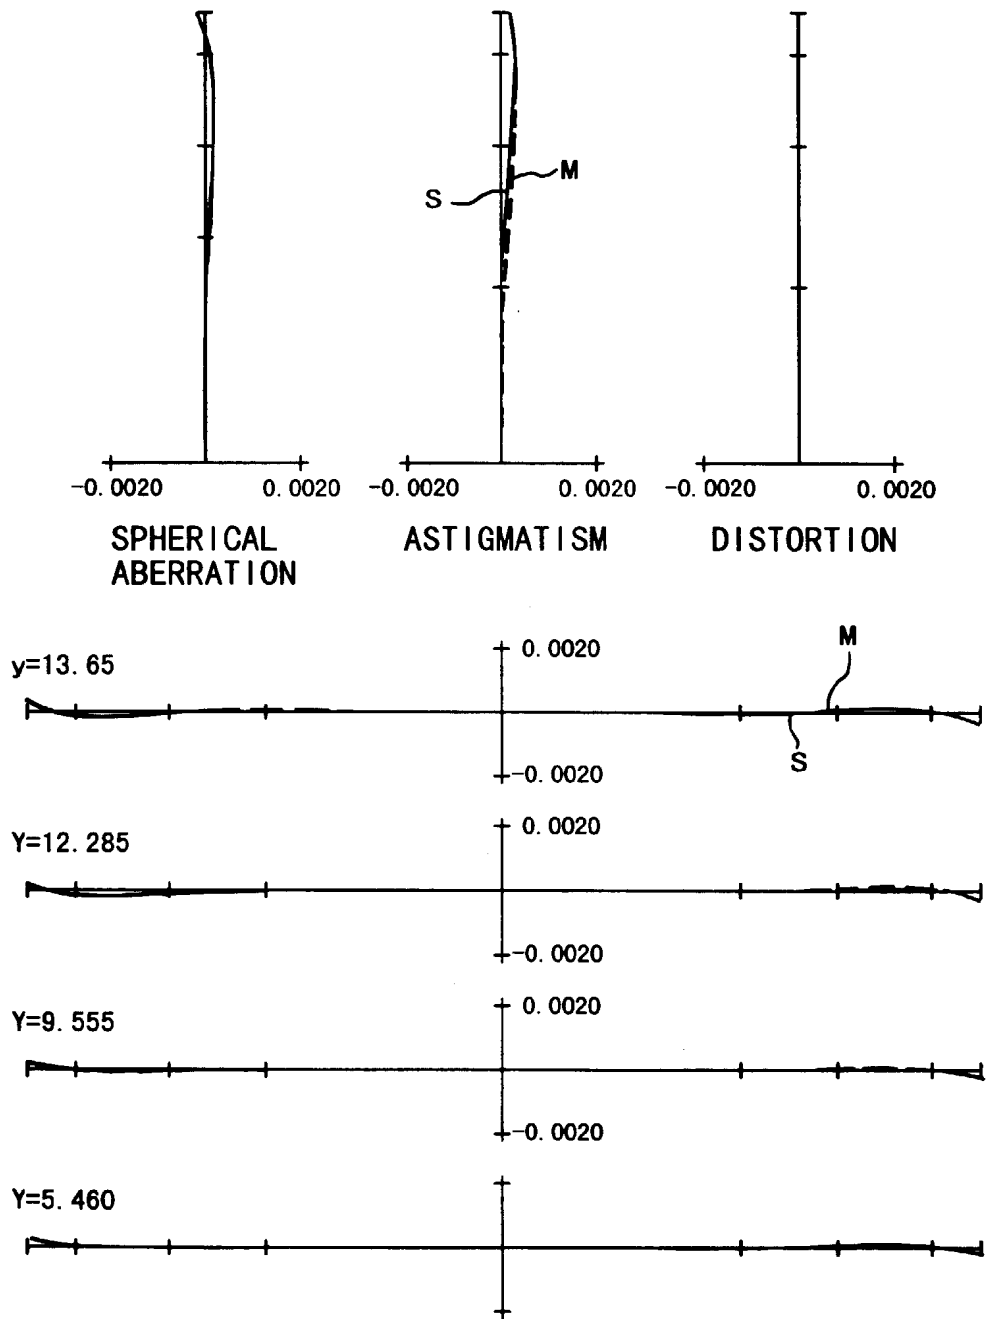 M
S
-0.0020 0.0020 -0.0020 0.0020 -0.0020 0.0020
SPHERICAL ABERRATION
ASTIGMATISM
DISTORTION
y=13.65
0.0020
-0.0020
M
S
Y=12.285
0.0020
-0.0020
Y=9.555
0.0020
-0.0020
Y=5.460